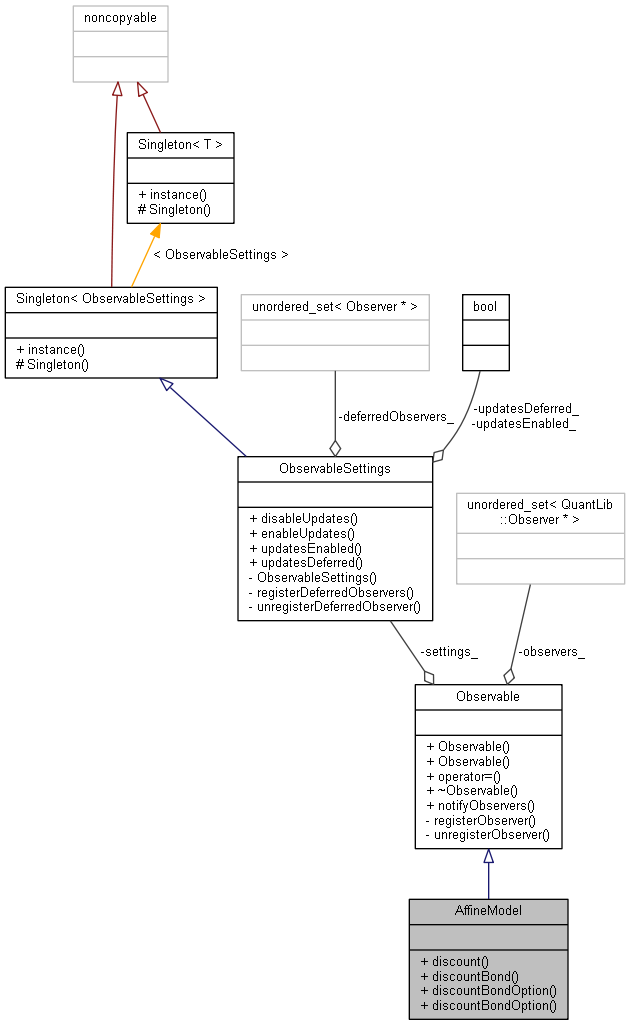 noncopyable
Singleton< T >
+ instance()
# Singleton()
< ObservableSettings >
Singleton< ObservableSettings >
+ instance()
# Singleton()
unordered_set< Observer * >
bool
-deferredObservers_
-updatesDeferred_
-updatesEnabled_
ObservableSettings
+ disableUpdates()
+ enableUpdates()
+ updatesEnabled()
+ updatesDeferred()
- ObservableSettings()
- registerDeferredObservers()
- unregisterDeferredObserver()
unordered_set< QuantLib
::Observer * >
-settings_
-observers_
Observable
+ Observable()
+ Observable()
+ operator=()
+ ~Observable()
+ notifyObservers()
- registerObserver()
- unregisterObserver()
AffineModel
+ discount()
+ discountBond()
+ discountBondOption()
+ discountBondOption()